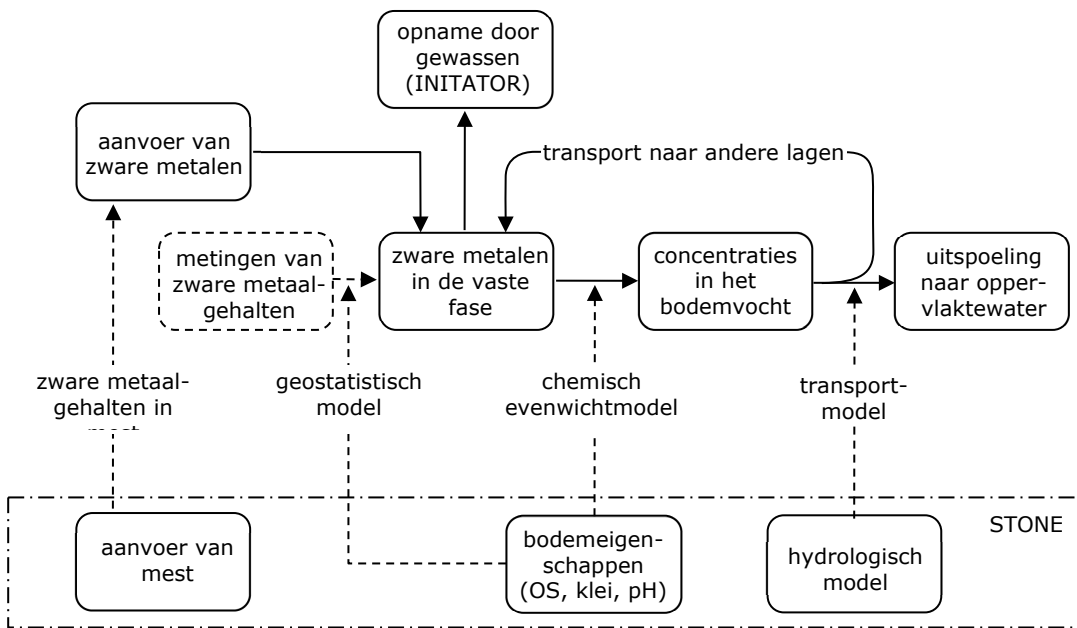 opname door
gewassen
(INITATOR)
aanvoer van
zware metalen
transport naar andere lagen
metingen van
zware metaal-
gehalten
zware metalen
in de vaste
fase
concentraties
in het
bodemvocht
uitspoeling
naar opper-
vlaktewater
zware metaal-
gehalten in
geostatistisch
model
chemisch
evenwichtmodel
transport-
model
STONE
aanvoer van
mest
bodemeigen-
schappen
(OS, klei, pH)
hydrologisch
model